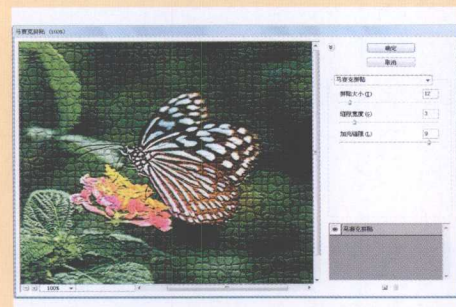 马赛克拼贴 (100%)
确定
取消
马赛克拼贴
拼贴大小(T) 12
缝隙宽度(G) 3
加亮缝隙(L) 9
马赛克拼贴
100%